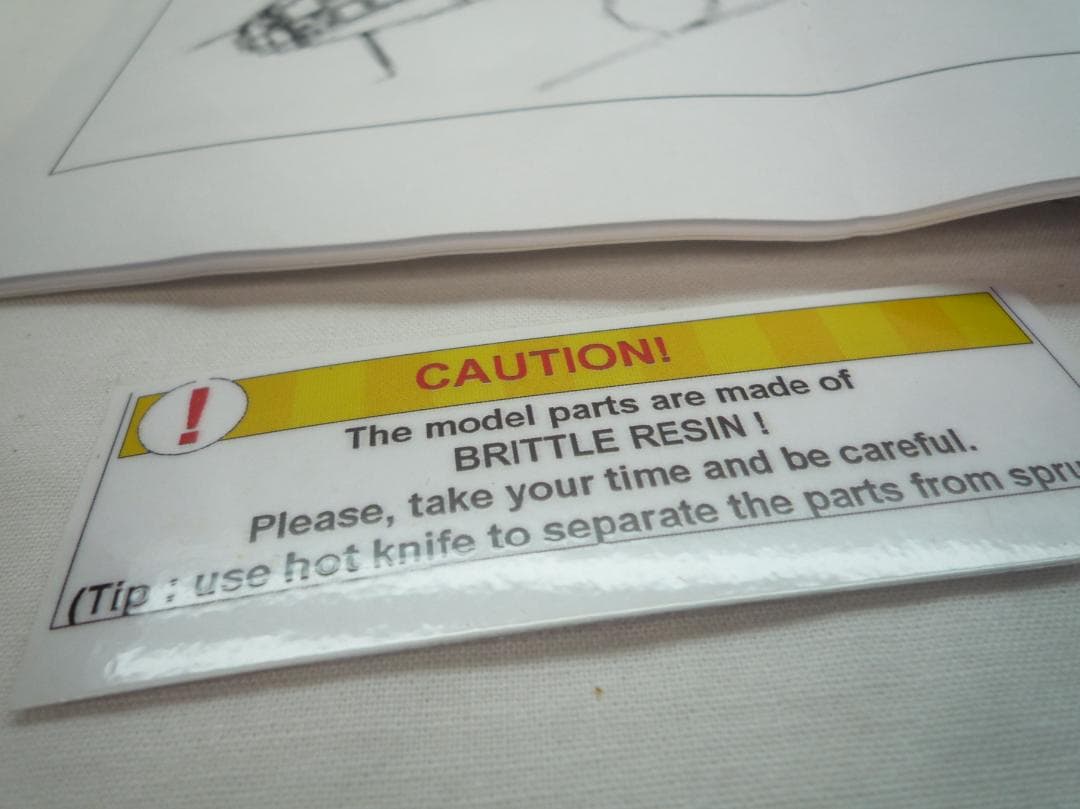 !
CAUTION!
The model parts are made of
BRITTLE RESIN !
Please, take your time and be careful.
(Tip : use hot knife to separate the parts from